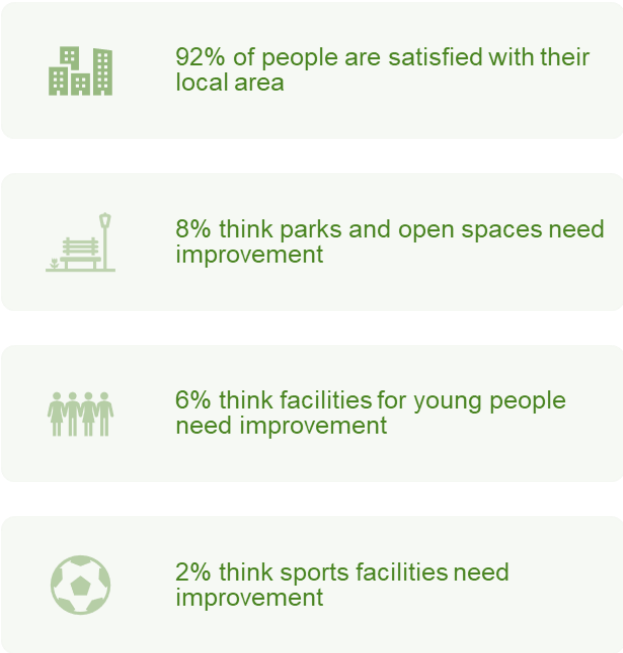 92% of people are satisfied with their
local area
8% think parks and open spaces need
improvement
6% think facilities for young people
need improvement
2% think sports facilities need
improvement